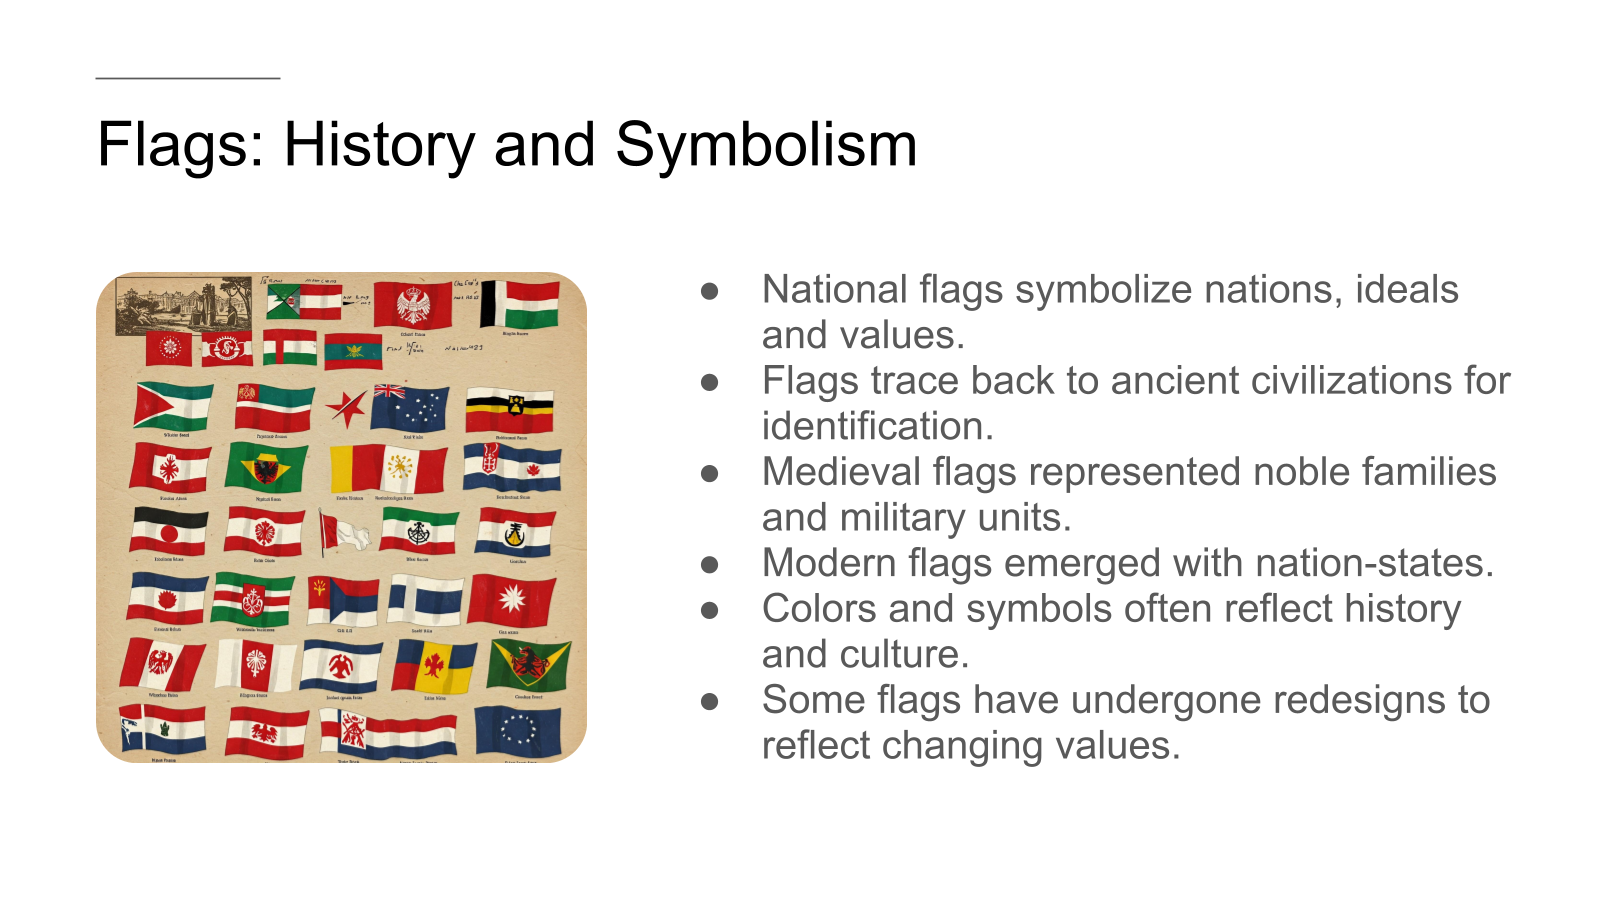 Flags: History and Symbolism
● National flags symbolize nations, ideals
and values.
● Flags trace back to ancient civilizations for
identification.
● Medieval flags represented noble families
and military units.
● Modern flags emerged with nation-states.
● Colors and symbols often reflect history
and culture.
● Some flags have undergone redesigns to
reflect changing values.